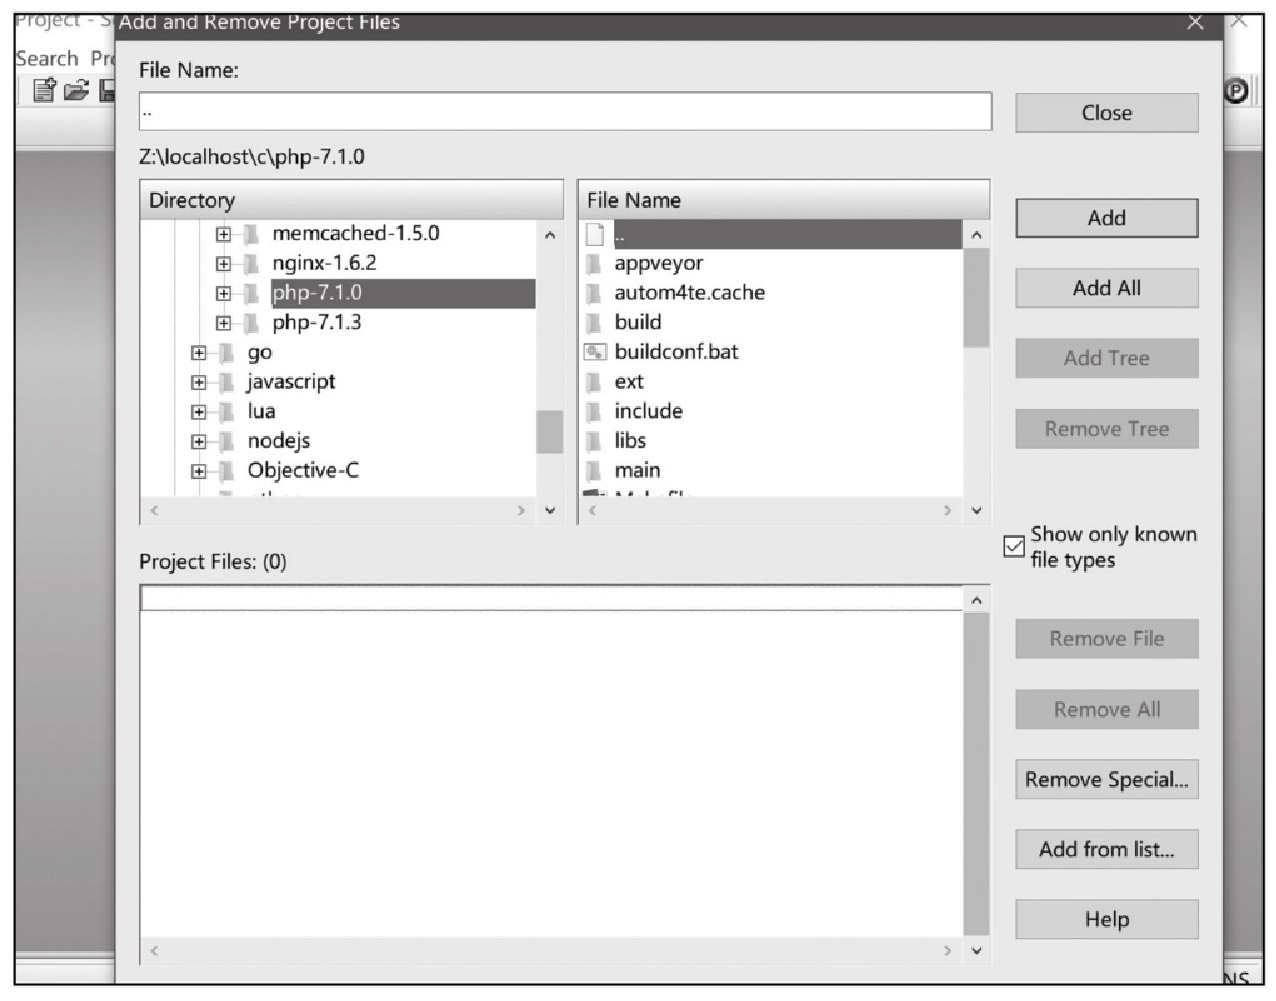 Project - S
Add and Remove Project Files
Search Pr
File Name:
..
Close
Z:\localhost\c\php-7.1.0
Directory
File Name
Add
memcached-1.5.0
nginx-1.6.2
php-7.1.0
php-7.1.3
go
javascript
lua
nodejs
Objective-C
..
appveyor
autom4te.cache
build
buildconf.bat
ext
include
libs
main
Add All
Add Tree
Remove Tree
Show only known
file types
Project Files: (0)
Remove File
Remove All
Remove Special...
Add from list...
Help
NS